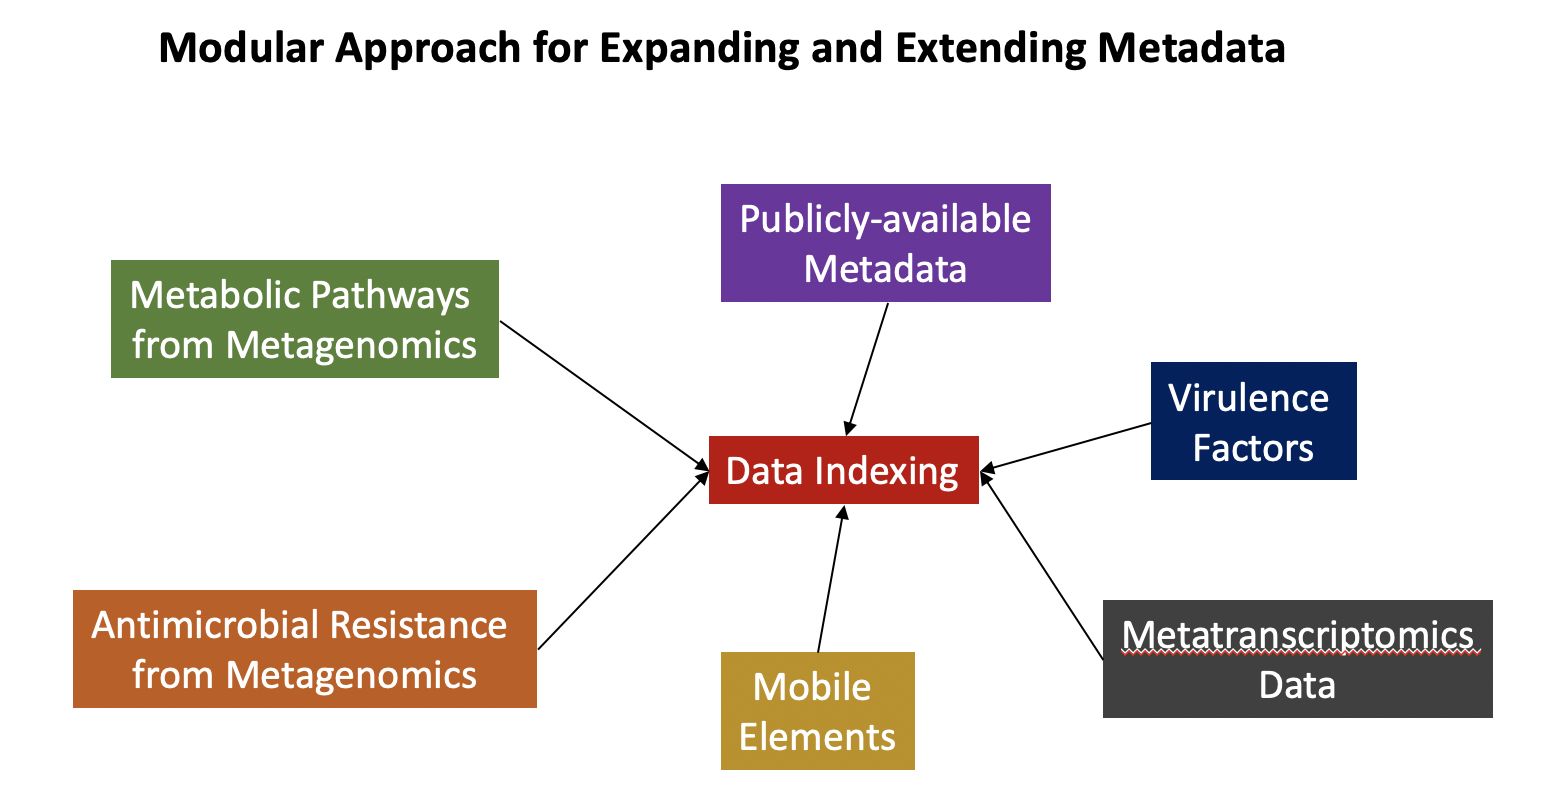 Modular Approach for Expanding and Extending Metadata
Publicly-available
Metadata
Metabolic Pathways
from Metagenomics
Virulence
Factors
Data Indexing
Antimicrobial Resistance
from Metagenomics
Mobile
Elements
Metatranscriptomics
Data